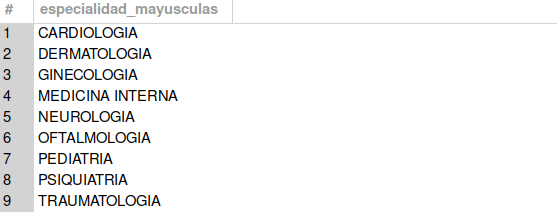 # especialidad_mayusculas
1 CARDIOLOGIA
2 DERMATOLOGIA
3 GINECOLOGIA
4 MEDICINA INTERNA
5 NEUROLOGIA
6 OFTALMOLOGIA
7 PEDIATRIA
8 PSIQUIATRIA
9 TRAUMATOLOGIA